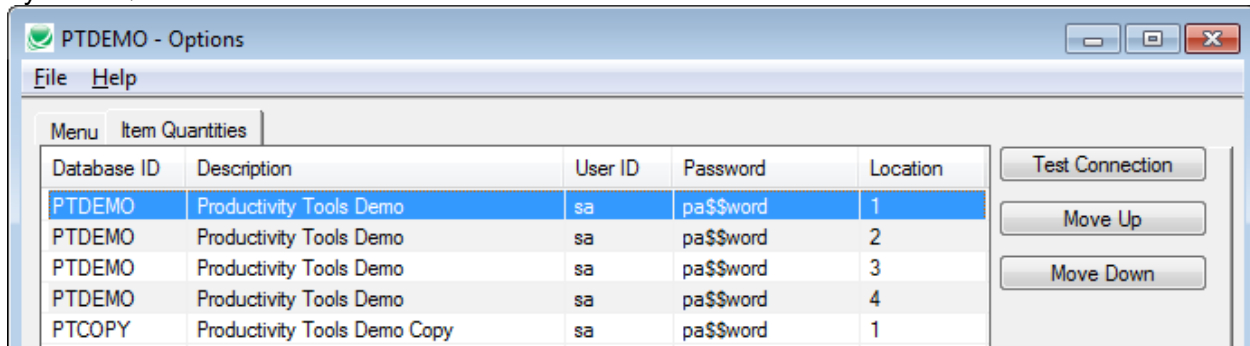 PTDEMO - Options
File Help
Menu Item Quantities
Database ID Description User ID Password Location Test Connection
PTDEMO Productivity Tools Demo sa pa$$word 1
Move Up
PTDEMO Productivity Tools Demo sa pa$$word 2
PTDEMO Productivity Tools Demo sa pa$$word 3 Move Down
PTDEMO Productivity Tools Demo sa pa$$word 4
PTCOPY Productivity Tools Demo Copy sa pa$$word 1